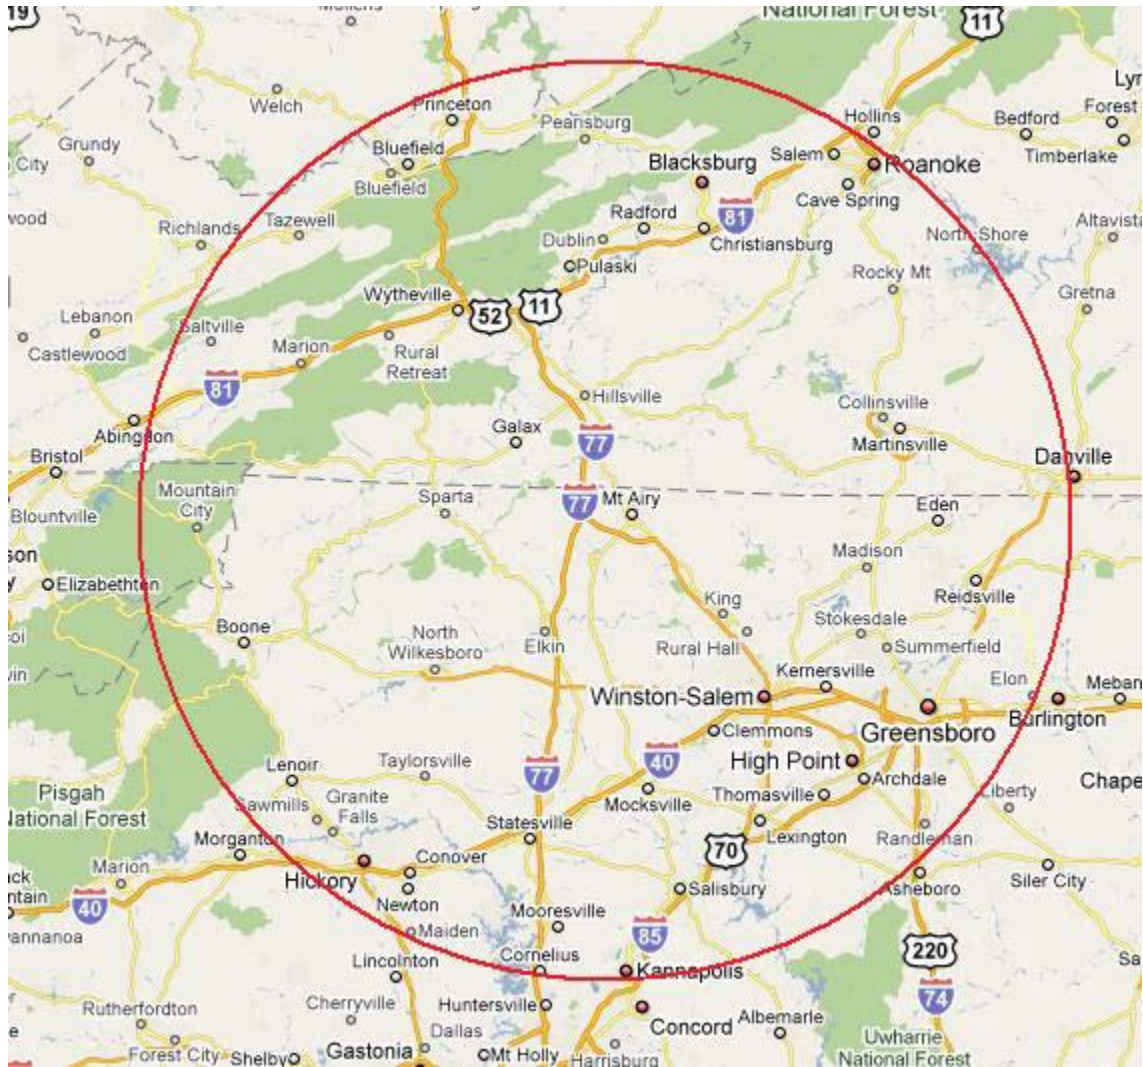 19
Mullens
National Forest
11
Welch
Princeton
Pearisburg
Hollins
Bedford
Forest
Timberlake
Grundy
City
Bluefield
Bluefield
Blacksburg
Salem
Roanoke
Cave Spring
wood
Richlands
Tazewell
Radford
81
Dublin
Christiansburg
North Shore
Altavista
Pulaski
Rocky Mt
Wytheville
52
11
Gretna
Lebanon
Saltville
Castlewood
Marion
Rural
Retreat
81
Hillsville
Collinsville
Abingdon
Galax
77
Martinsville
Bristol
Danville
Mountain
City
Sparta
77
Mt Airy
Eden
Blountville
son
y
Madison
Elizabethton
Reidsville
King
Stokesdale
Boone
North
Wilkesboro
Elkin
Rural Hall
Summerfield
Kernersville
Elon
Meban
Winston-Salem
Burlington
Clemmons
Greensboro
Lenoir
Taylorsville
77
40
High Point
Archdale
Chape
Pisgah
National Forest
Sawmills
Granite
Falls
Mocksville
Thomasville
Liberty
Morganton
Statesville
Lexington
Randleman
Marion
Conover
70
Hickory
Salisbury
Asheboro
Siler City
ntain
40
Newton
Mooresville
85
annanoa
Maiden
Cornelius
Kannapolis
220
Sa
Lincolnton
Rutherfordton
Cherryville
Huntersville
Concord
Albemarle
74
Forest City
Shelby
Dallas
Gastonia
Mt Holly
Harrisburg
Uwharrie
National Forest